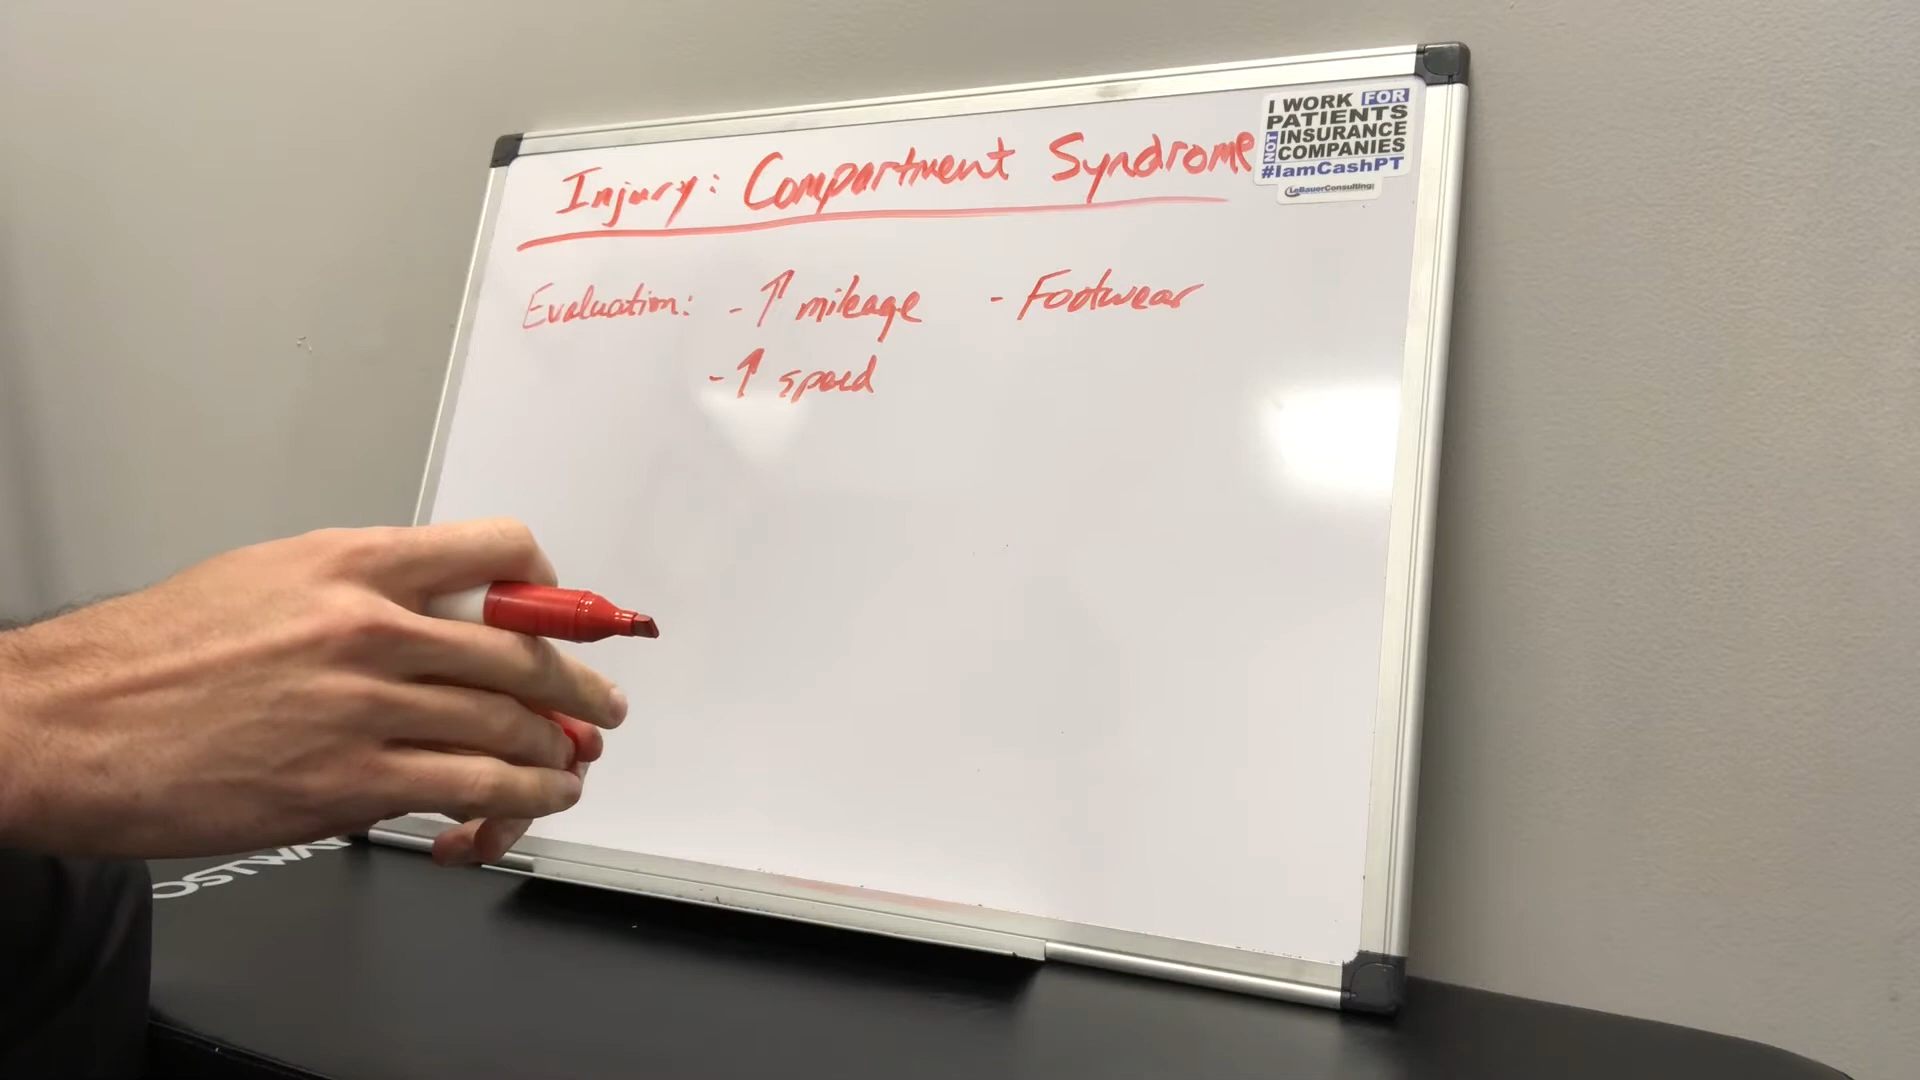 Injury: Compartment Syndrome
Evaluation: - ↑ mileage - Footwear
- ↑ speed
I WORK FOR
PATIENTS
NOT INSURANCE
COMPANIES
#IamCashPT
LeBauerConsulting